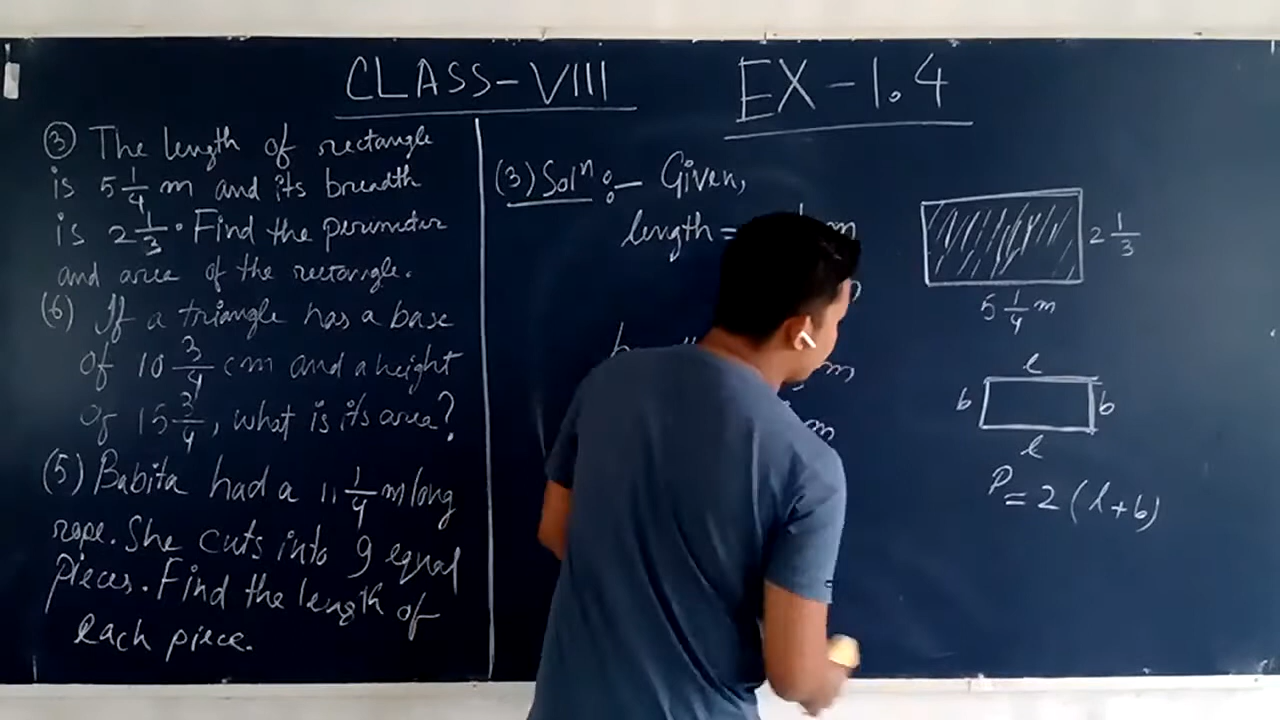 CLASS-VIII EX-1.4
③ The length of rectangle
is 5 1/4 m and its breadth
is 2 1/3. Find the perimeter
and area of the rectangle.
(6) If a triangle has a base
of 10 3/4 cm and a height
of 15 3/4, what is its area?
(5) Babita had a 11 1/4 m long
rope. She cuts into 9 equal
pieces. Find the length of
each piece.
(3) Solⁿ :- Given,
length =
m
m
m
2 1/3
5 1/4 m
l
b b
l
P = 2 (l+b)